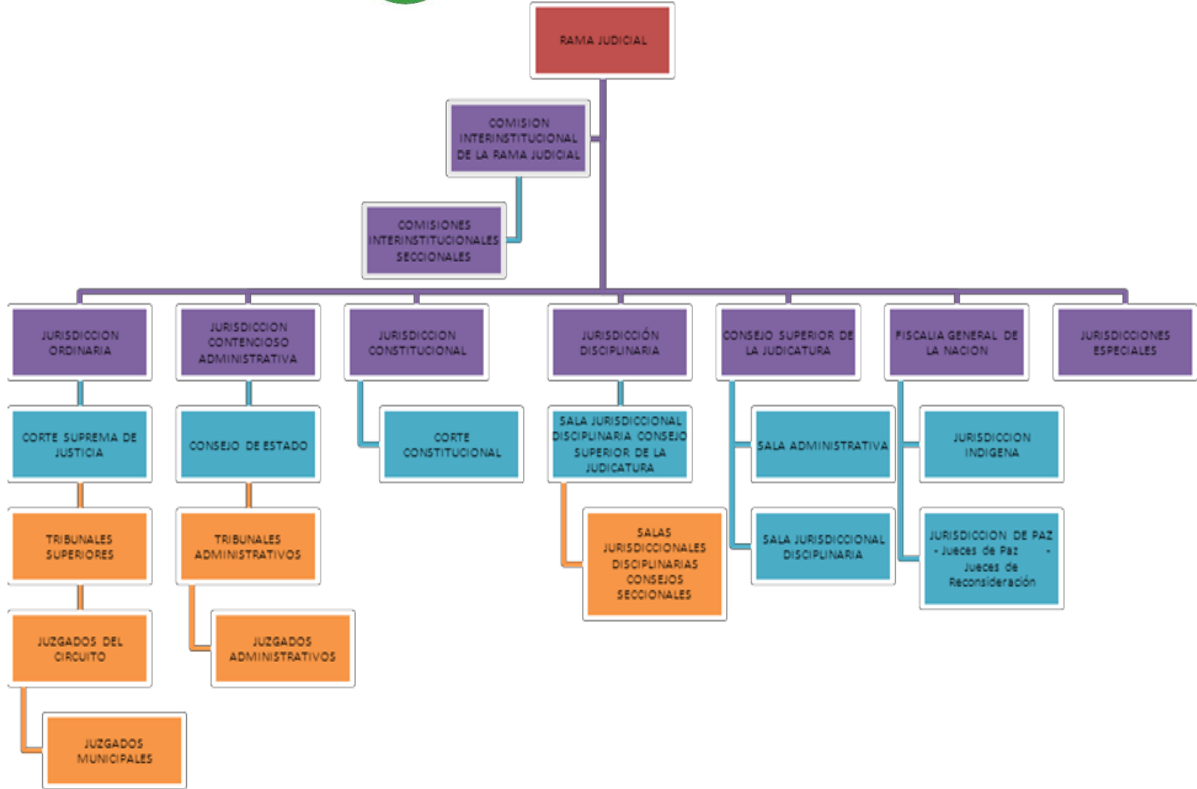 RAMA JUDICIAL
COMISION
INTERINSTITUCIONAL
DE LA RAMA JUDICIAL
COMISIONES
INTERINSTITUCIONALES
SECCIONALES
JURISDICCION
ORDINARIA
JURISDICCION
CONTENCIOSO
ADMINISTRATIVA
JURISDICCION
CONSTITUCIONAL
JURISDICCIÓN
DISCIPLINARIA
CONSEJO SUPERIOR DE
LA JUDICATURA
FISCALIA GENERAL DE
LA NACION
JURISDICCIONES
ESPECIALES
CORTE SUPREMA DE
JUSTICIA
CONSEJO DE ESTADO
CORTE
CONSTITUCIONAL
SALA JURISDICCIONAL
DISCIPLINARIA CONSEJO
SUPERIOR DE LA
JUDICATURA
SALA ADMINISTRATIVA
JURISDICCION
INDIGENA
TRIBUNALES
SUPERIORES
TRIBUNALES
ADMINISTRATIVOS
SALAS
JURISDICCIONALES
DISCIPLINARIAS
CONSEJOS
SECCIONALES
SALA JURISDICCIONAL
DISCIPLINARIA
JURISDICCION DE PAZ
- Jueces de Paz -
Jueces de
Reconsideración
JUZGADOS DEL
CIRCUITO
JUZGADOS
ADMINISTRATIVOS
JUZGADOS
MUNICIPALES